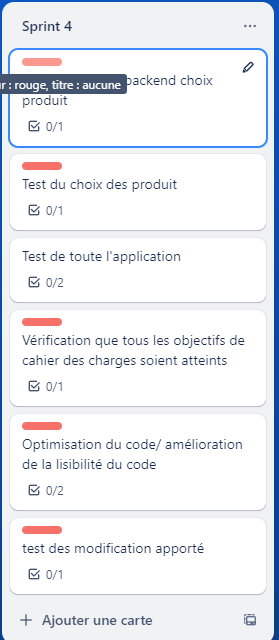 Sprint 4
r : rouge, titre : aucune
backend choix
produit
0/1
Test du choix des produit
0/1
Test de toute l'application
0/2
Vérification que tous les objectifs de
cahier des charges soient atteints
0/1
Optimisation du code/ amélioration
de la lisibilité du code
0/2
test des modification apporté
0/1
Ajouter une carte